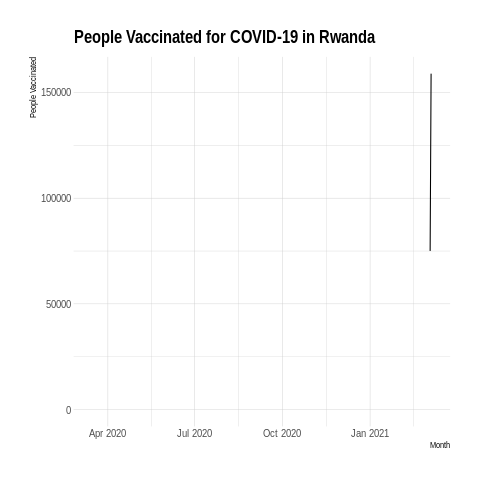 People Vaccinated for COVID-19 in Rwanda
People Vaccinated
150000
100000
50000
0
Apr 2020
Jul 2020
Oct 2020
Jan 2021
Month